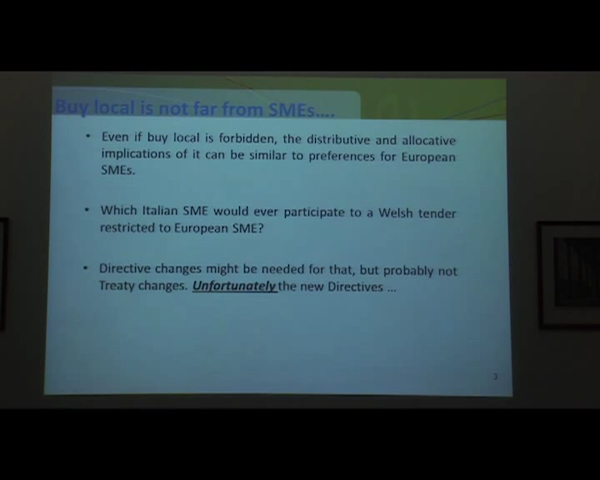 Buy local is not far from SMEs....
• Even if buy local is forbidden, the distributive and allocative
implications of it can be similar to preferences for European
SMEs.
• Which Italian SME would ever participate to a Welsh tender
restricted to European SME?
• Directive changes might be needed for that, but probably not
Treaty changes. Unfortunately the new Directives ...